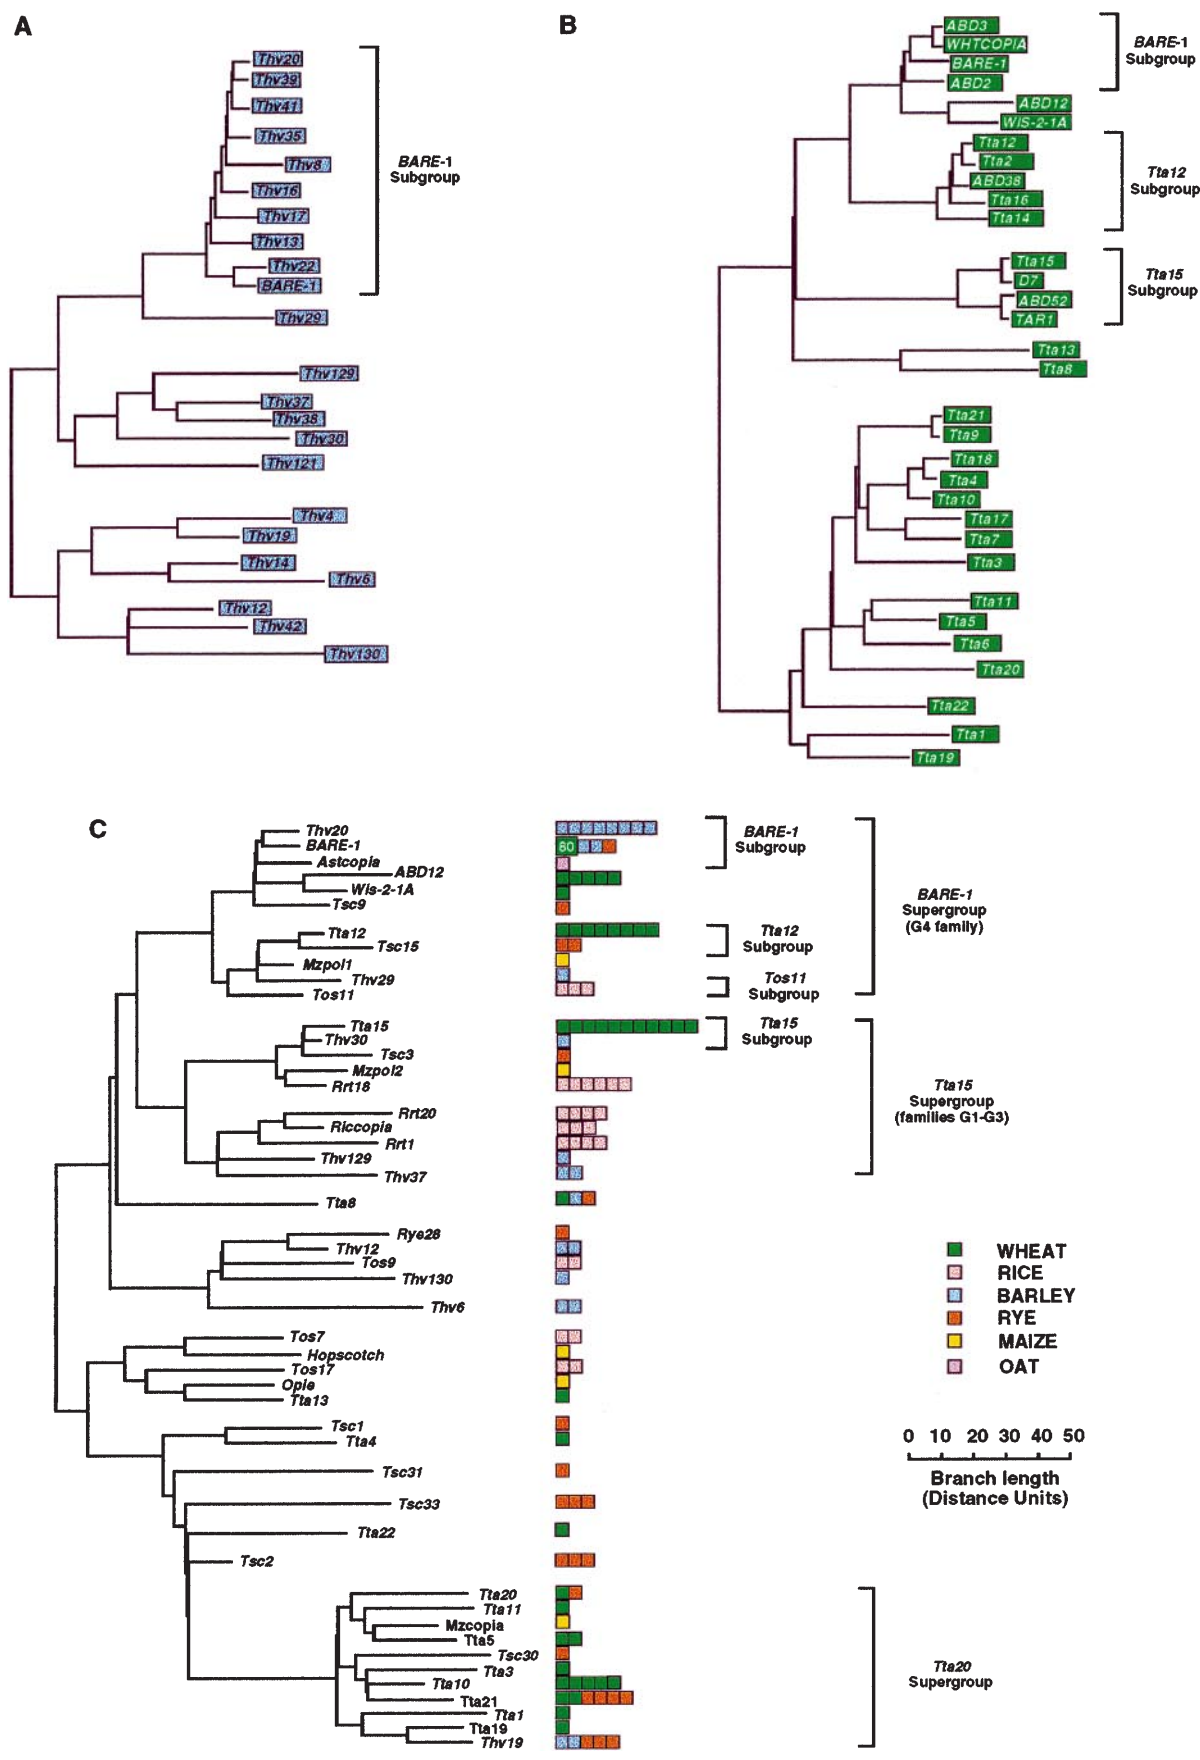 A
Thv20
Thv39
Thv41
Thv35
Thv8
Thv16
Thv17
Thv13
Thv22
BARE-1
Thv29
BARE-1
Subgroup
Thv129
Thv37
Thv38
Thv30
Thv121
Thv4
Thv19
Thv14
Thv6
Thv12
Thv42
Thv130
B
ABD3
WHTCOPIA
BARE-1
ABD2
BARE-1
Subgroup
ABD12
WIS-2-1A
Tta12
Tta2
ABD38
Tta16
Tta14
Tta12
Subgroup
Tta15
D7
ABD52
TAR1
Tta15
Subgroup
Tta13
Tta8
Tta21
Tta9
Tta18
Tta4
Tta10
Tta17
Tta7
Tta3
Tta11
Tta5
Tta6
Tta20
Tta22
Tta1
Tta19
C
Thv20
BARE-1
80
Astcopia
ABD12
Wis-2-1A
Tsc9
Tta12
Tsc15
Mzpol1
Thv29
Tos11
BARE-1
Subgroup
Tta12
Subgroup
Tos11
Subgroup
BARE-1
Supergroup
(G4 family)
Tta15
Thv30
Tsc3
Mzpol2
Rrt18
Rrt20
Riccopia
Rrt1
Thv129
Thv37
Tta15
Subgroup
Tta15
Supergroup
(families G1-G3)
Tta8
Rye28
Thv12
Tos9
Thv130
Thv6
Tos7
Hopscotch
Tos17
Opie
Tta13
Tsc1
Tta4
Tsc31
Tsc33
Tta22
Tsc2
Tta20
Tta11
Mzcopia
Tta5
Tsc30
Tta3
Tta10
Tta21
Tta1
Tta19
Thv19
Tta20
Supergroup
WHEAT
RICE
BARLEY
RYE
MAIZE
OAT
0 10 20 30 40 50
Branch length
(Distance Units)